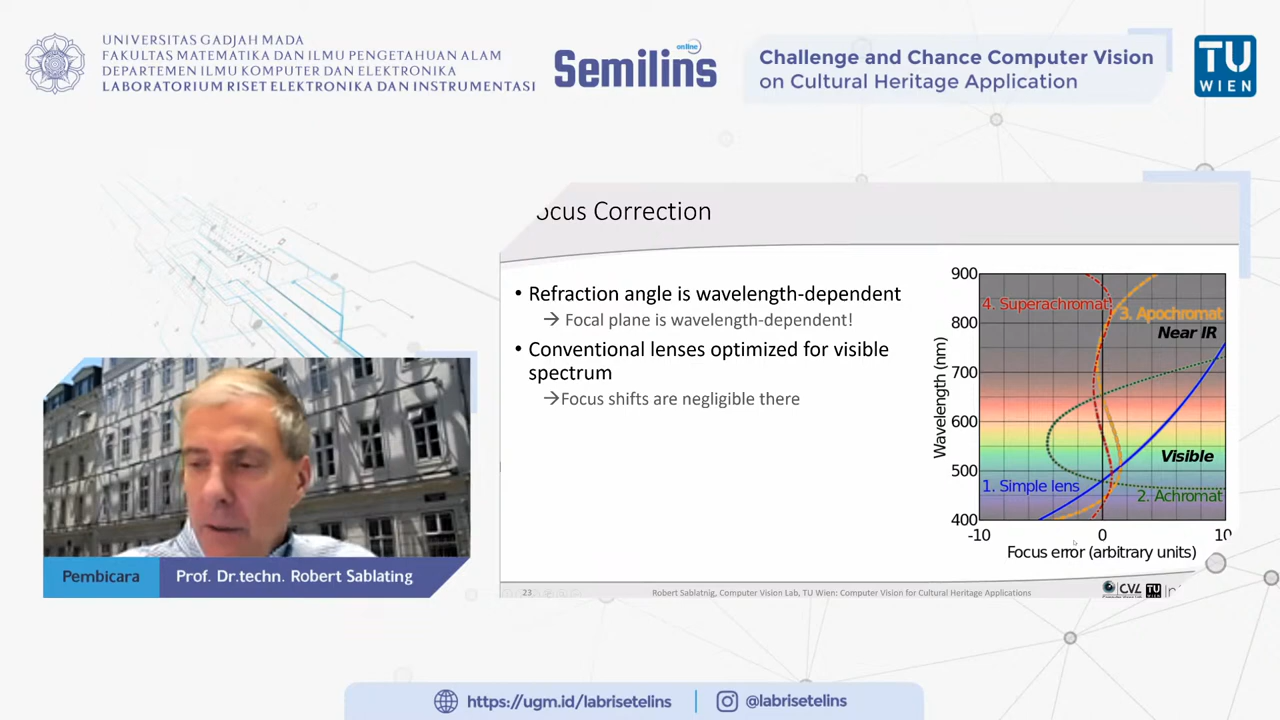 UNIVERSITAS GADJAH MADA
FAKULTAS MATEMATIKA DAN ILMU PENGETAHUAN ALAM
DEPARTEMEN ILMU KOMPUTER DAN ELEKTRONIKA
LABORATORIUM RISET ELEKTRONIKA DAN INSTRUMENTASI
online
Semilins
Challenge and Chance Computer Vision
on Cultural Heritage Application
TU
WIEN
ocus Correction
• Refraction angle is wavelength-dependent
→ Focal plane is wavelength-dependent!
• Conventional lenses optimized for visible
spectrum
→Focus shifts are negligible there
Wavelength (nm)
900
800
700
600
500
400
4. Superachromat
3. Apochromat
Near IR
Visible
1. Simple lens
2. Achromat
-10
0
10
Focus error (arbitrary units)
Pembicara
Prof. Dr.techn. Robert Sablating
23
Robert Sablatnig, Computer Vision Lab, TU Wien: Computer Vision for Cultural Heritage Applications
CVL
TU
https://ugm.id/labrisetelins
@labrisetelins